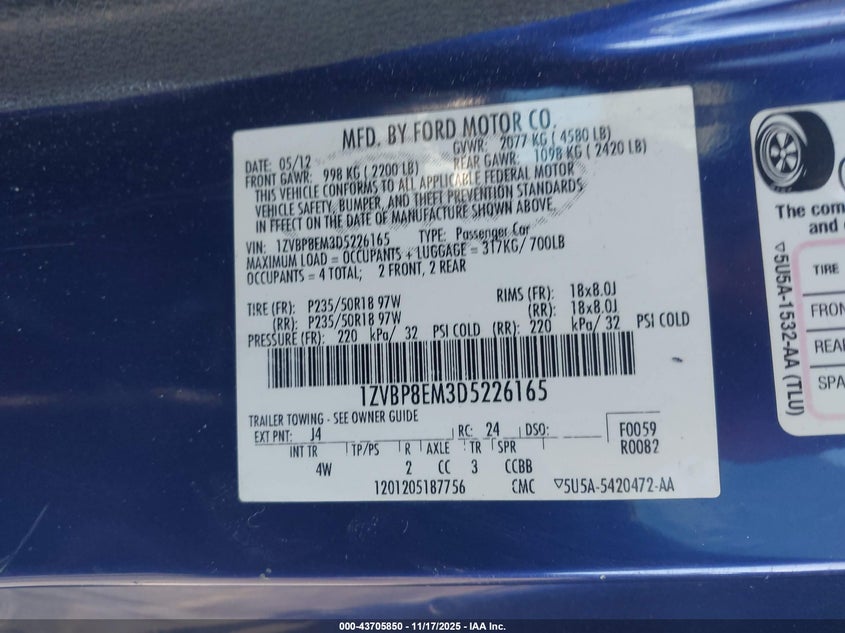 MFD. BY FORD MOTOR CO.
DATE: 05/12 GVWR: 2077 KG ( 4580 LB)
FRONT GAWR: 998 KG ( 2200 LB) REAR GAWR: 1098 KG ( 2420 LB)
THIS VEHICLE CONFORMS TO ALL APPLICABLE FEDERAL MOTOR
VEHICLE SAFETY, BUMPER, AND THEFT PREVENTION STANDARDS
IN EFFECT ON THE DATE OF MANUFACTURE SHOWN ABOVE.
VIN: 1ZVBP8EM3D5226165 TYPE: Passenger Car
MAXIMUM LOAD = OCCUPANTS + LUGGAGE = 317KG/ 700LB
OCCUPANTS = 4 TOTAL; 2 FRONT, 2 REAR
TIRE (FR): P235/50R18 97W RIMS (FR): 18x8.0J
(RR): P235/50R18 97W (RR): 18x8.0J
PRESSURE (FR): 220 kPa/ 32 PSI COLD (RR): 220 kPa/ 32 PSI COLD
1ZVBP8EM3D5226165
TRAILER TOWING - SEE OWNER GUIDE
EXT PNT: J4 RC: 24 DSO: F0059
INT TR TP/PS R AXLE TR SPR R0082
4W 2 CC 3 CCBB
1201205187756 CMC ▽5U5A-5420472-AA
The com
and
▽5U5A-1532-AA (TLU)
TIRE
FRON
REA
SPA
000-43705850 - 11/17/2025 - IAA Inc.